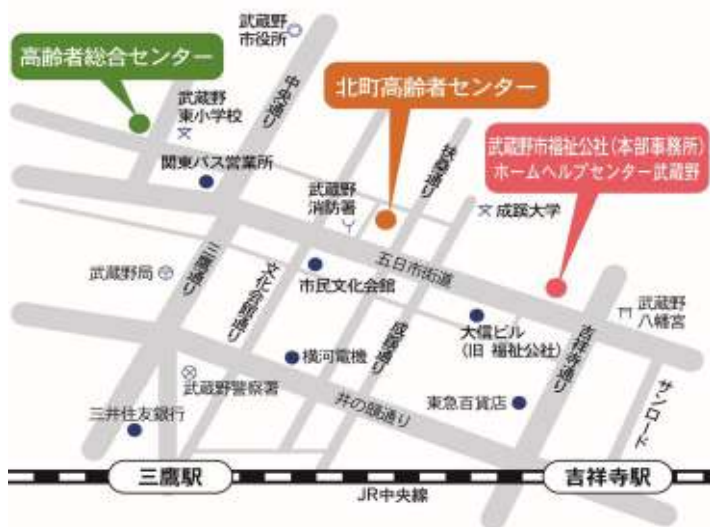 武蔵野
市役所
高齢者総合センター
中央通り
武蔵野
東小学校
北町高齢者センター
扶桑通り
武蔵野市福祉公社(本部事務所)
ホームヘルプセンター武蔵野
関東バス営業所
武蔵野
消防署
成蹊大学
三鷹通り
五日市街道
武蔵野局
文化会館通り
市民文化会館
成蹊通り
大信ビル
(旧 福祉公社)
吉祥寺通り
武蔵野
八幡宮
横河電機
武蔵野警察署
井の頭通り
東急百貨店
サンロード
三井住友銀行
三鷹駅
吉祥寺駅
JR中央線